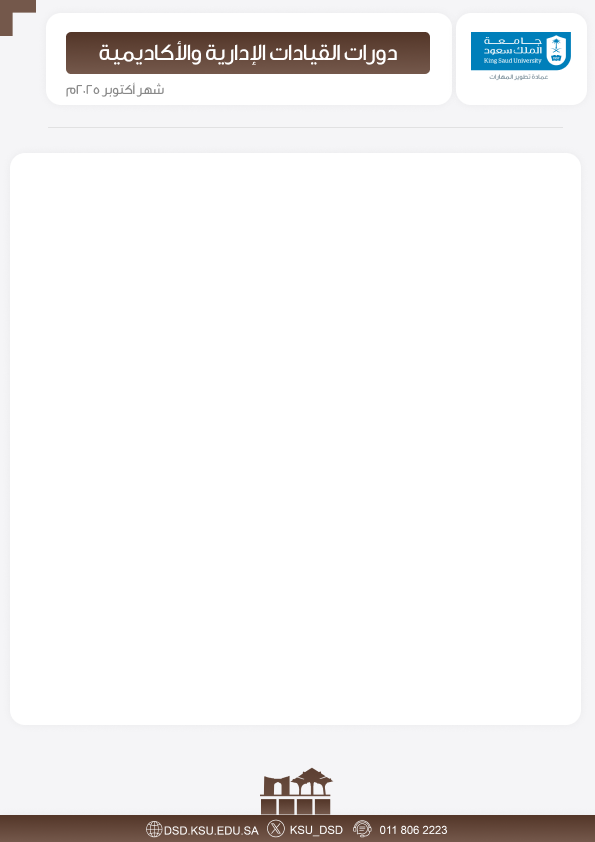 جامعة
الملك سعود
King Saud University
عمادة تطوير المهارات
دورات القيادات الإدارية والأكاديمية
شهر أكتوبر ٢٠٢٥م
DSD.KSU.EDU.SA KSU_DSD 011 806 2223